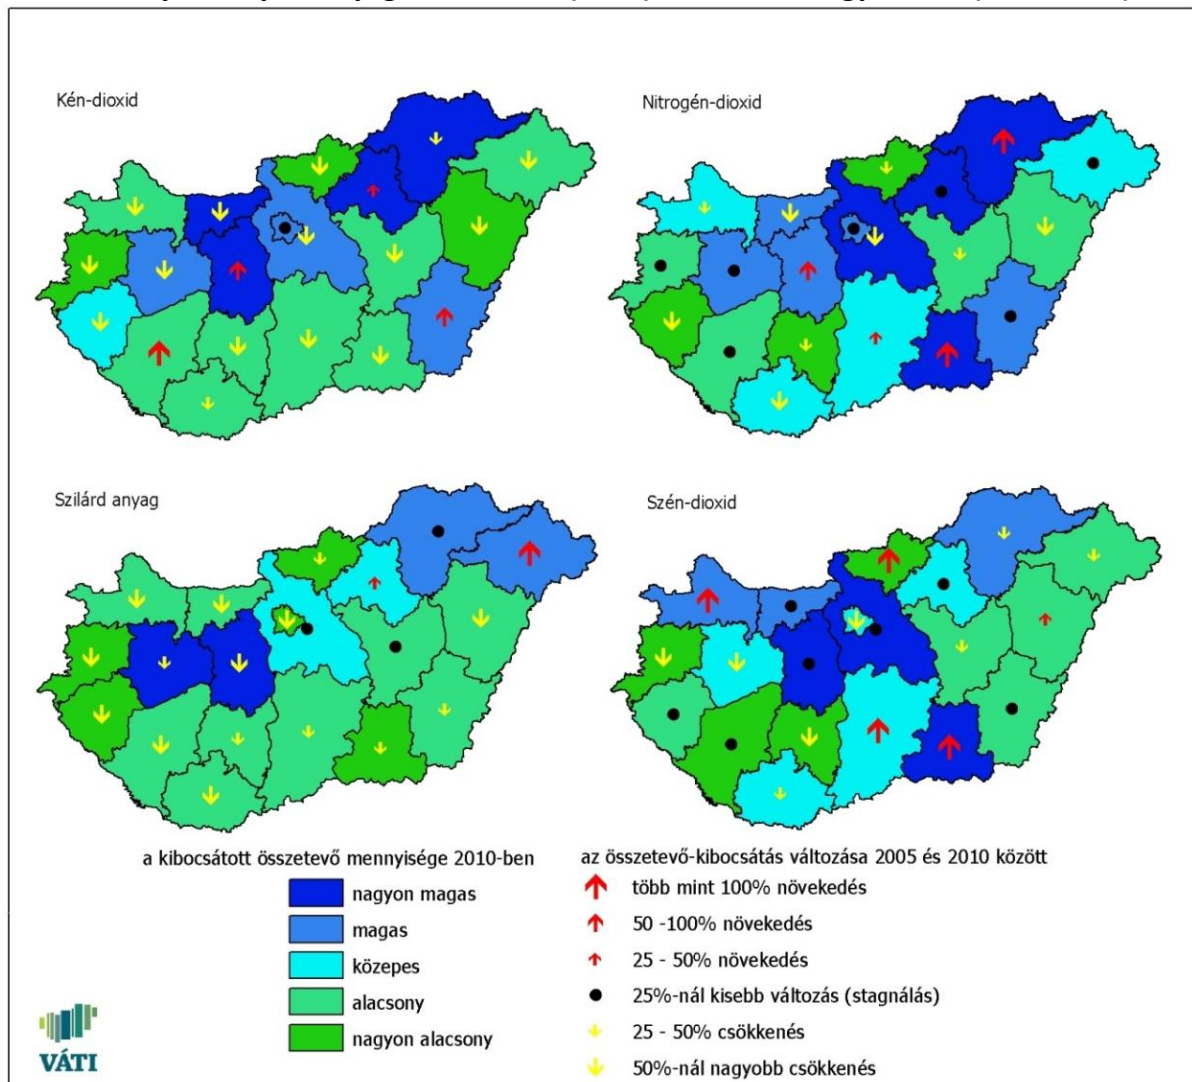 Kén-dioxid
Nitrogén-dioxid
Szilárd anyag
Szén-dioxid
a kibocsátott összetevő mennyisége 2010-ben
nagyon magas
magas
közepes
alacsony
nagyon alacsony
az összetevő-kibocsátás változása 2005 és 2010 között
több mint 100% növekedés
50 -100% növekedés
25 - 50% növekedés
25%-nál kisebb változás (stagnálás)
25 - 50% csökkenés
50%-nál nagyobb csökkenés
VÁTI